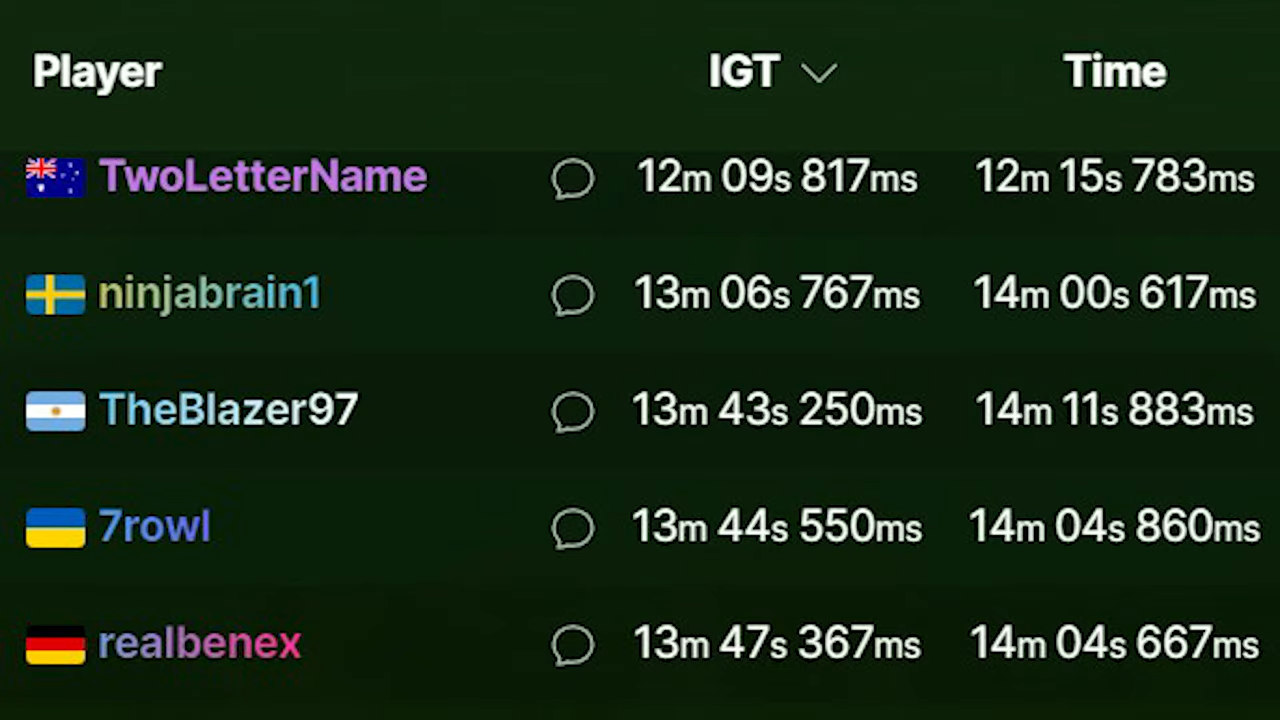 Player IGT Time
TwoLetterName 12m 09s 817ms 12m 15s 783ms
ninjabrain1 13m 06s 767ms 14m 00s 617ms
TheBlazer97 13m 43s 250ms 14m 11s 883ms
7rowl 13m 44s 550ms 14m 04s 860ms
realbenex 13m 47s 367ms 14m 04s 667ms